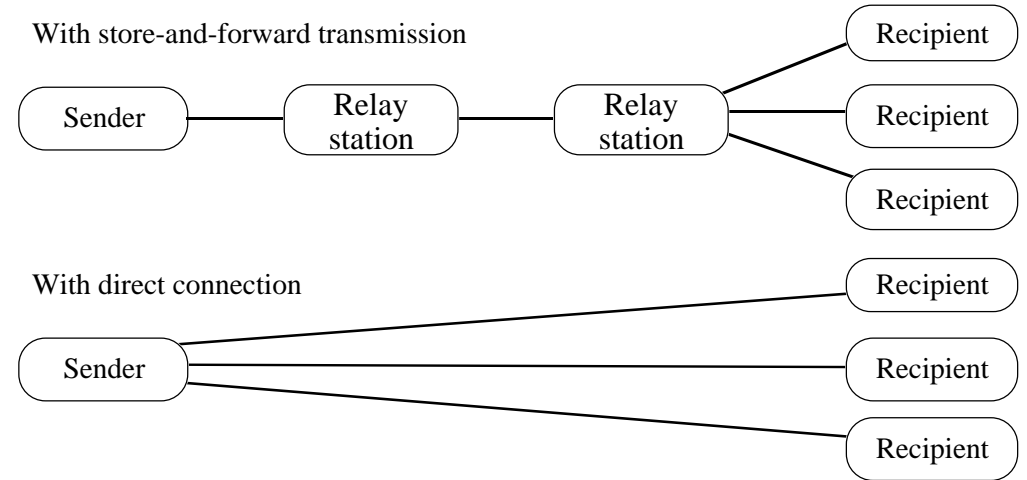 With store-and-forward transmission
Recipient
Sender
Relay
station
Relay
station
Recipient
Recipient
With direct connection
Recipient
Sender
Recipient
Recipient